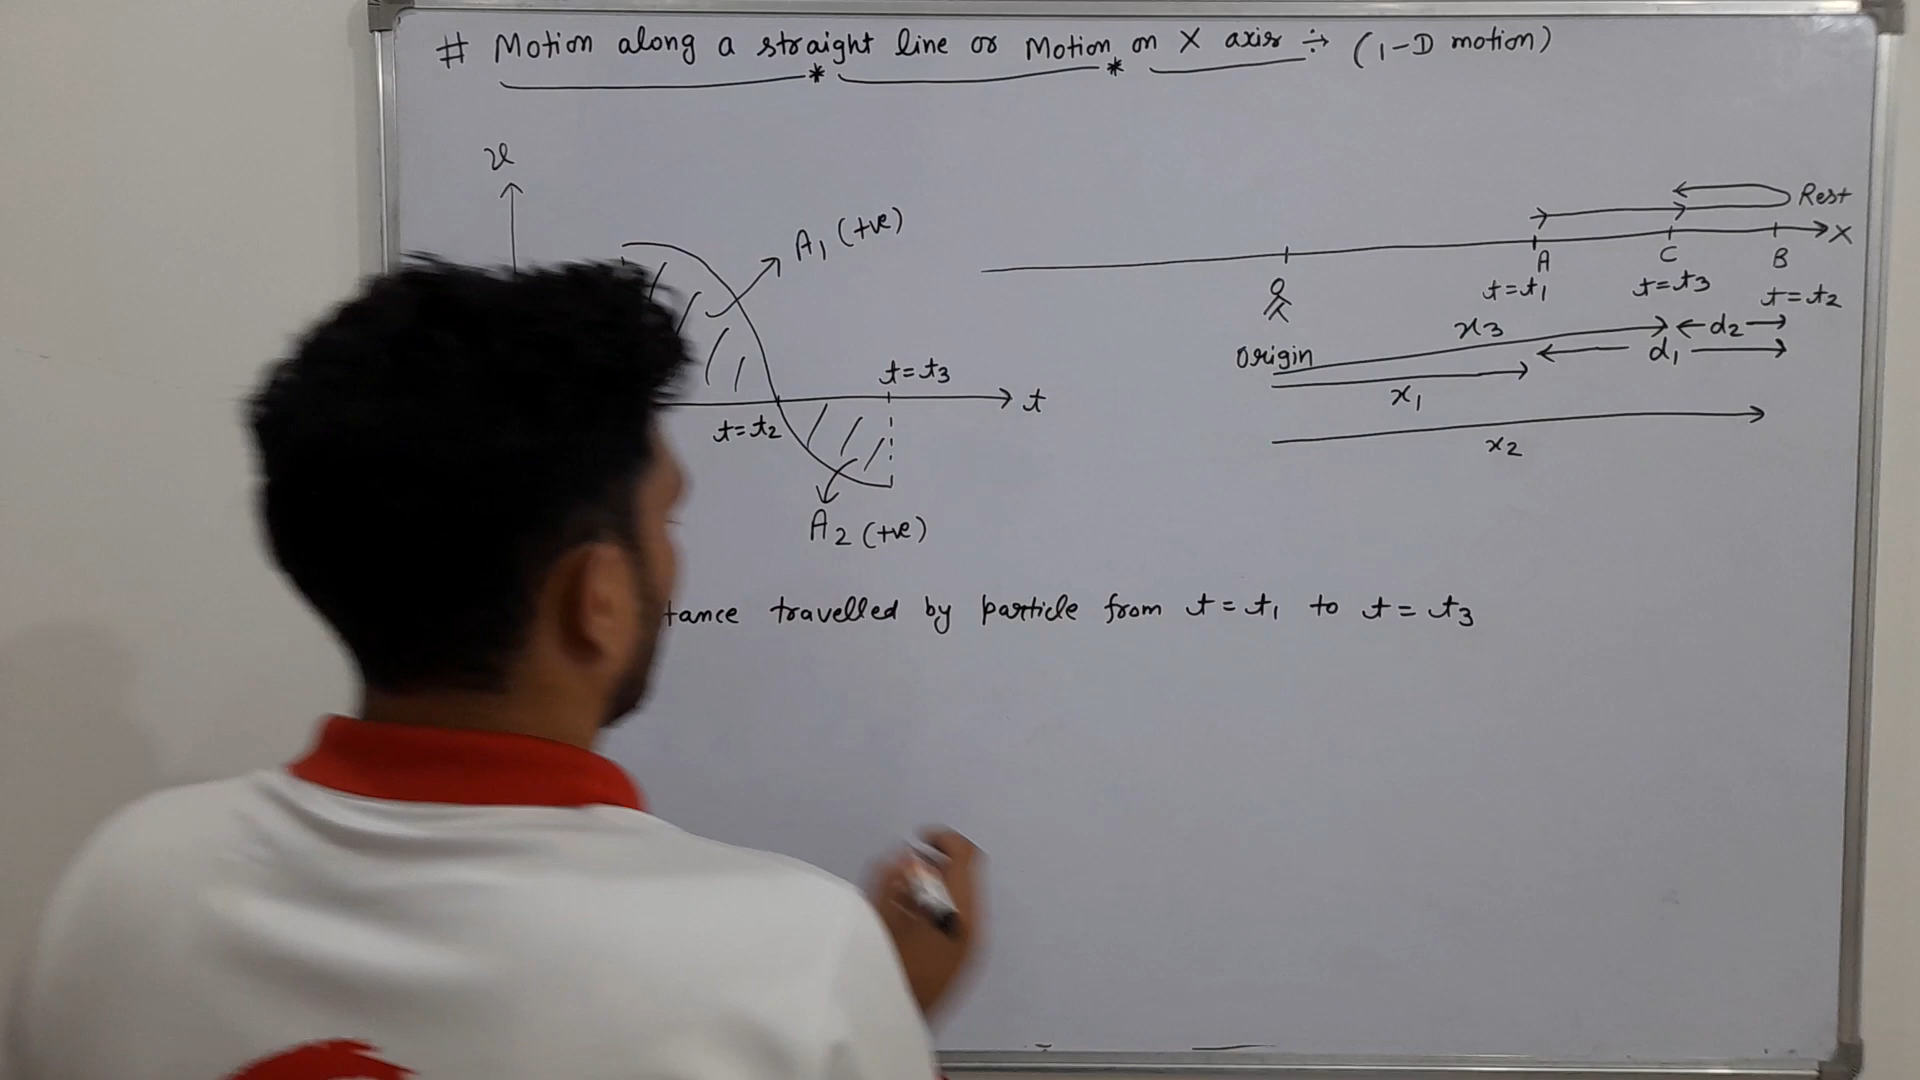 # Motion along a straight line or Motion on X axis ÷ (1-D motion)
v
A1 (+ve)
t=t2
t=t3
t
A2 (+ve)
Rest
X
A
C
B
t=t1
t=t3
t=t2
x3
d2
Origin
d1
x1
x2
tance travelled by particle from t=t1 to t=t3